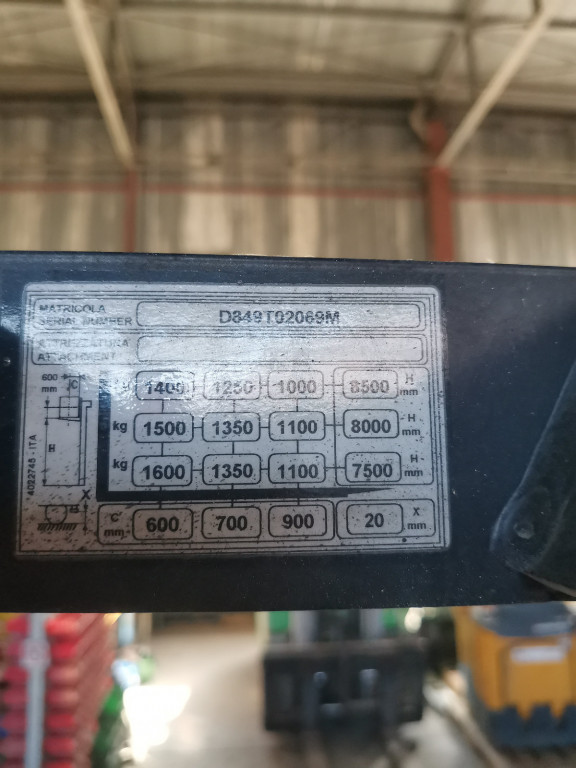 MATRICOLA
SERIAL NUMBER D849T02069M
ATTREZZATURA
ATTACHMENT
600 mm C kg 1400 1250 1000 8500 H mm
kg 1500 1350 1100 8000 H mm
H kg 1600 1350 1100 7500 H mm
X C mm 600 700 900 20 X mm
4022745 - ITA